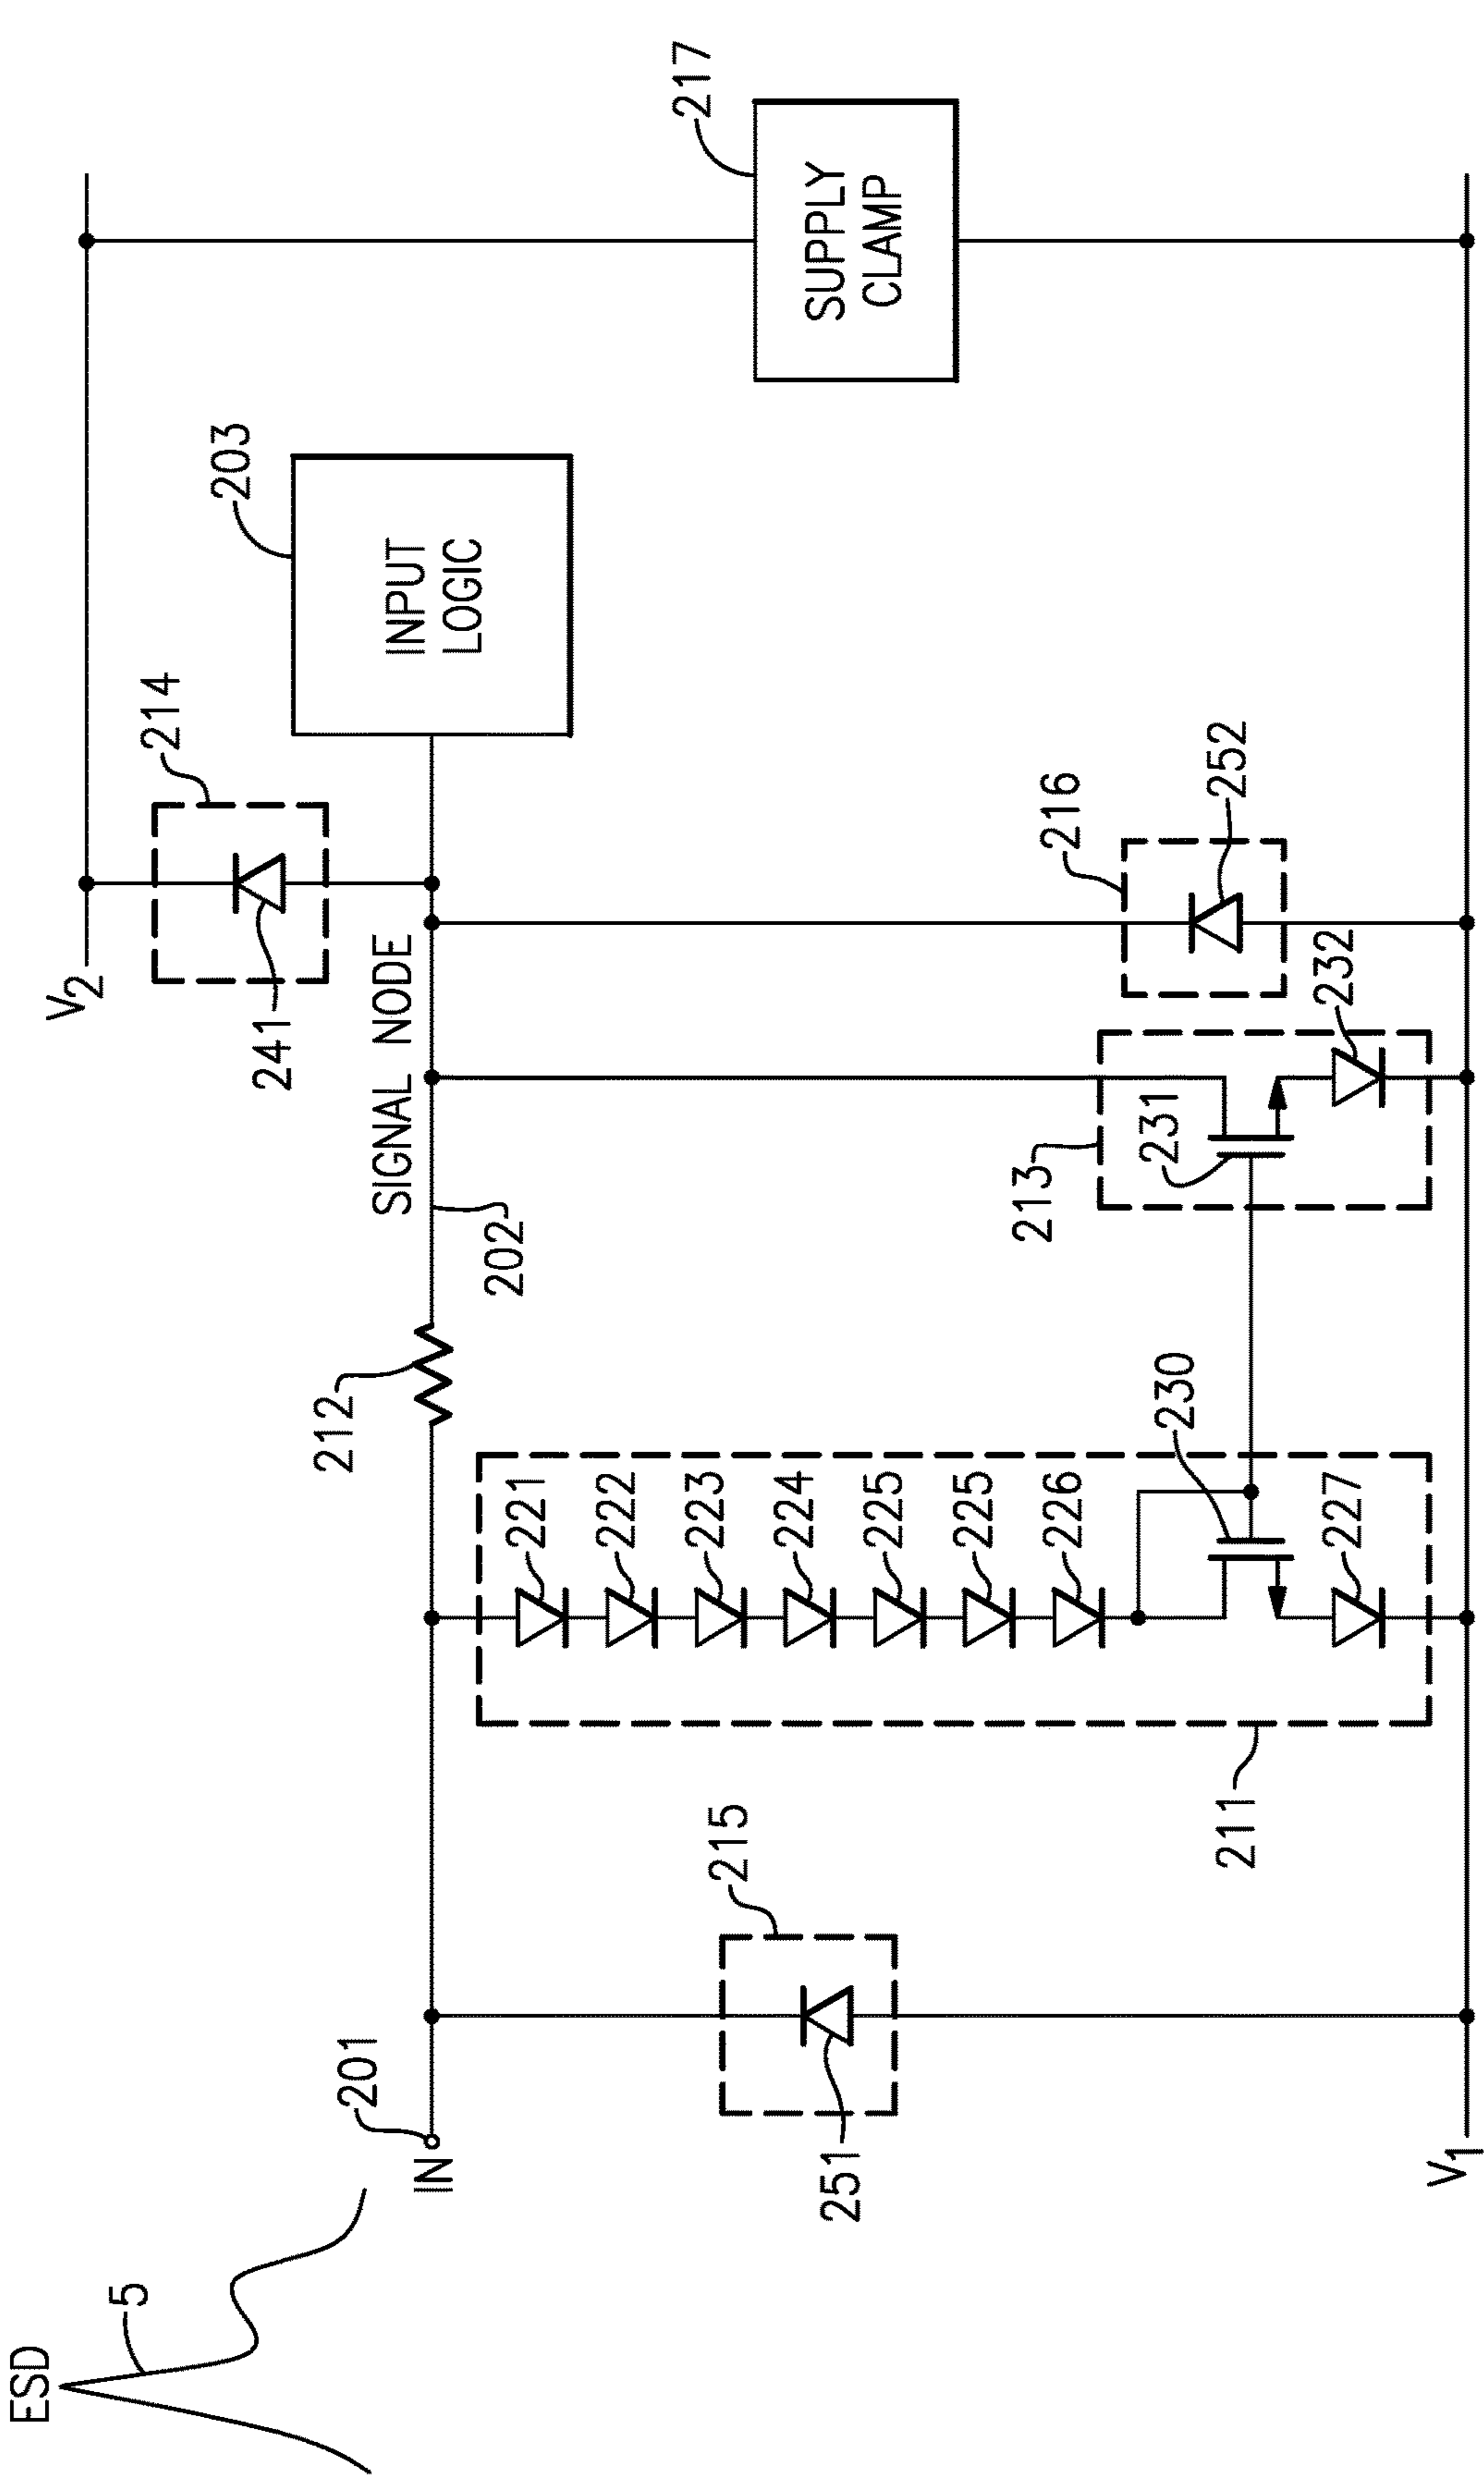 ESD
5
IN
201
V2
V1
251
215
211
221
222
223
224
225
225
226
230
227
212
202
SIGNAL NODE
213
231
232
241
214
216
252
203
INPUT
LOGIC
217
SUPPLY
CLAMP